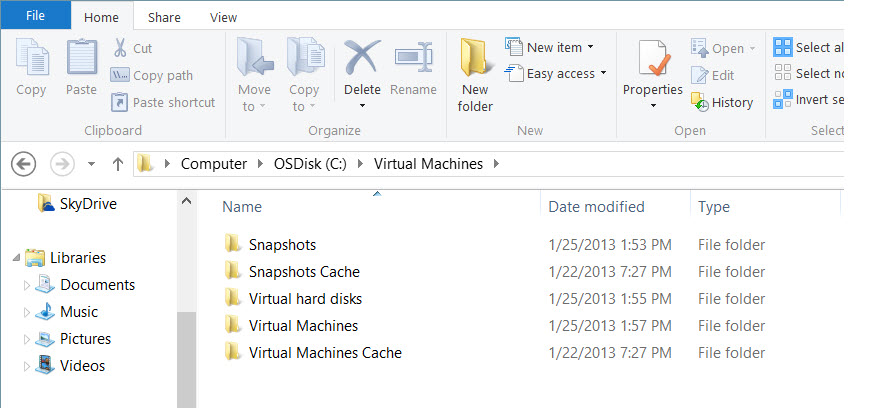 File Home Share View
Cut
Copy path
Paste shortcut
Copy Paste
Clipboard
Move to Copy to Delete Rename
Organize
New folder
New item
Easy access
New
Properties
Open
Edit
History
Open
Select al
Select no
Invert se
Select
Computer OSDisk (C:) Virtual Machines
SkyDrive
Libraries
Documents
Music
Pictures
Videos
Name Date modified Type
Snapshots 1/25/2013 1:53 PM File folder
Snapshots Cache 1/22/2013 7:27 PM File folder
Virtual hard disks 1/25/2013 1:55 PM File folder
Virtual Machines 1/25/2013 1:57 PM File folder
Virtual Machines Cache 1/22/2013 7:27 PM File folder